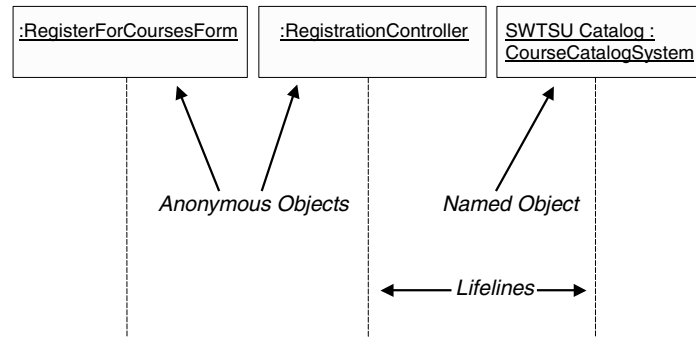 :RegisterForCoursesForm
:RegistrationController
SWTSU Catalog :
CourseCatalogSystem
Anonymous Objects
Named Object
Lifelines